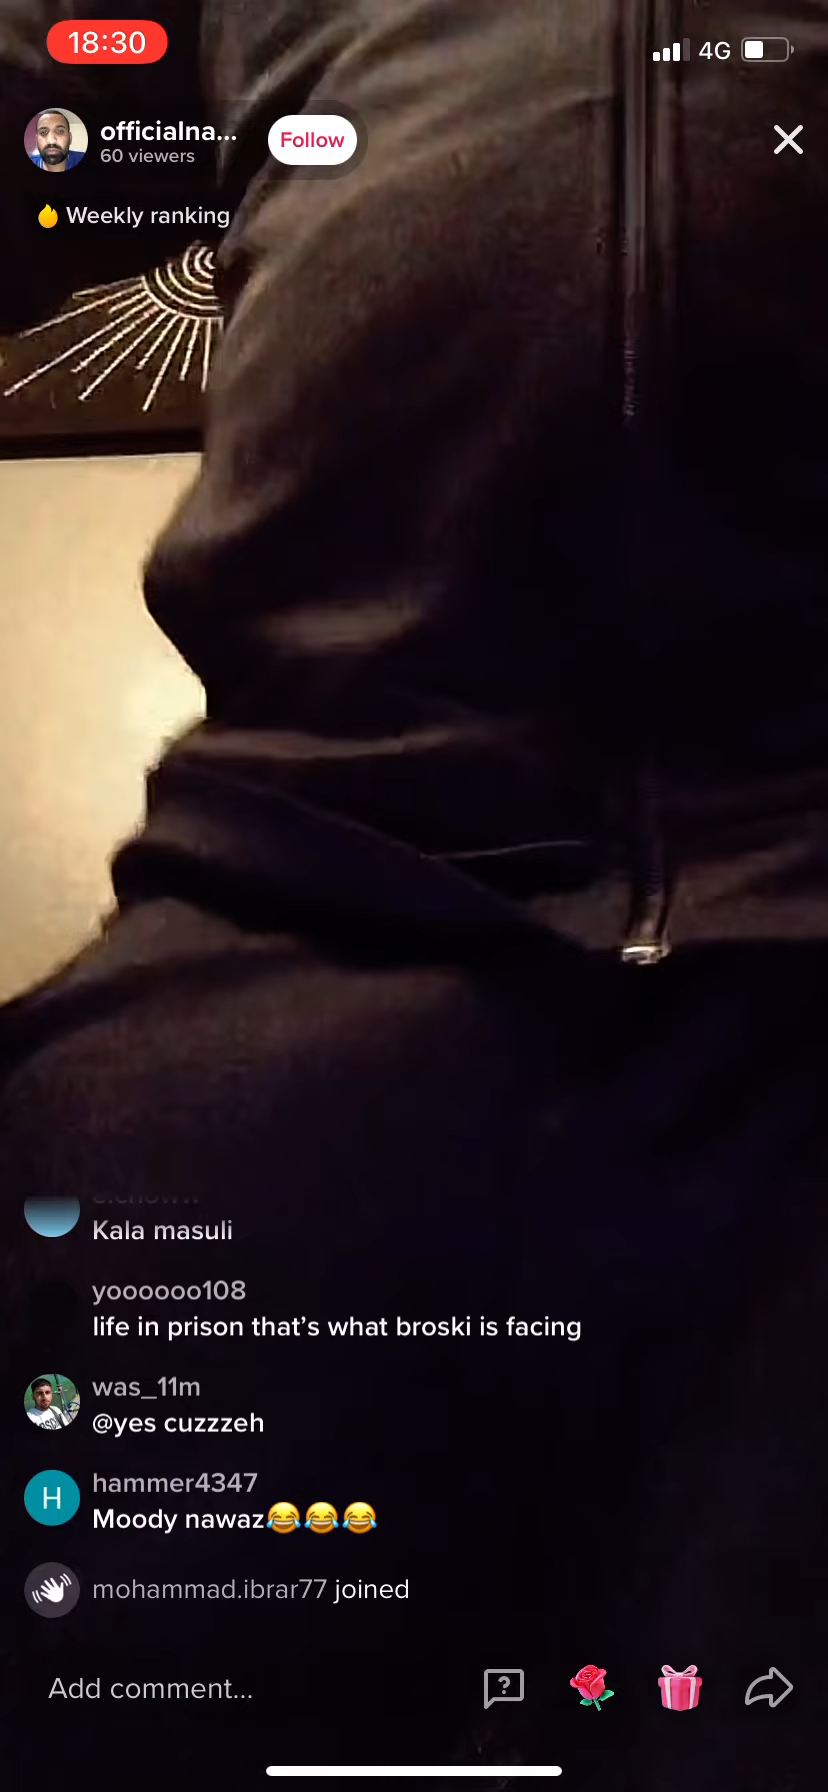 18:30
4G
officialna...
60 viewers
Follow
Weekly ranking
Kala masuli
yoooooo108
life in prison that's what broski is facing
was_11m
@yes cuzzzeh
H
hammer4347
Moody nawaz😂😂😂
mohammad.ibrar77 joined
Add comment...